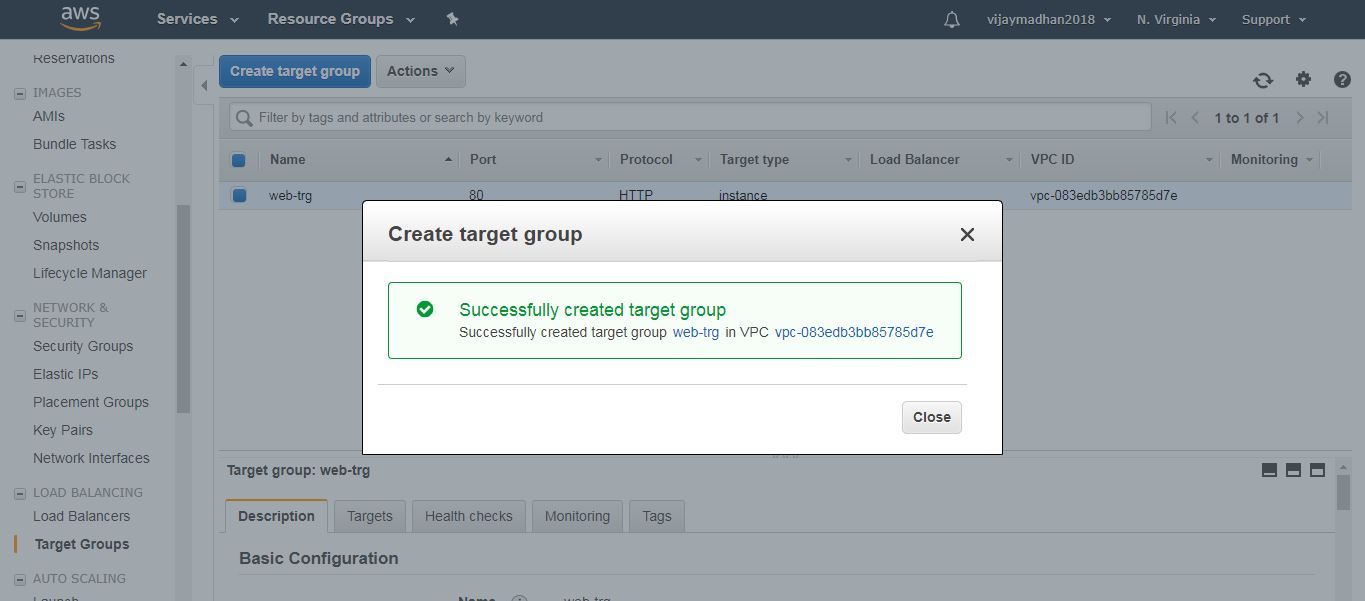 aws Services Resource Groups vijaymadhan2018 N. Virginia Support
Reservations
IMAGES
AMIs
Bundle Tasks
ELASTIC BLOCK
STORE
Volumes
Snapshots
Lifecycle Manager
NETWORK &
SECURITY
Security Groups
Elastic IPs
Placement Groups
Key Pairs
Network Interfaces
LOAD BALANCING
Load Balancers
Target Groups
AUTO SCALING
Launch
Create target group Actions
Filter by tags and attributes or search by keyword 1 to 1 of 1
Name Port Protocol Target type Load Balancer VPC ID Monitoring
web-trg 80 HTTP instance vpc-083edb3bb85785d7e
Create target group
Successfully created target group
Successfully created target group web-trg in VPC vpc-083edb3bb85785d7e
Close
Target group: web-trg
Description Targets Health checks Monitoring Tags
Basic Configuration
Name web-trg